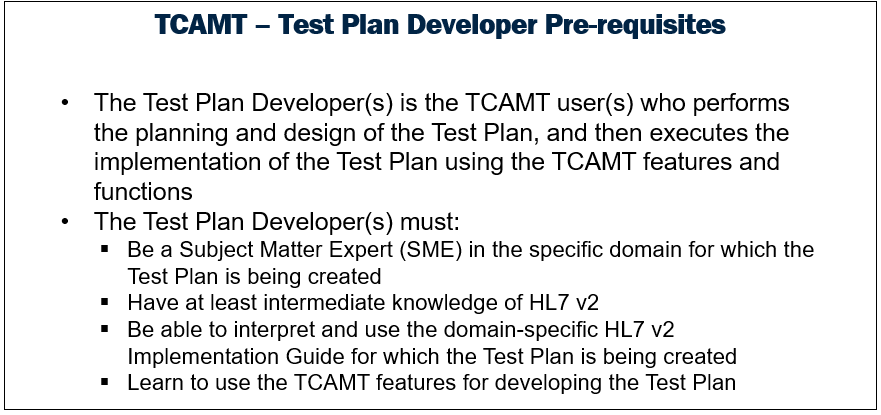 TCAMT – Test Plan Developer Pre-requisites
• The Test Plan Developer(s) is the TCAMT user(s) who performs
the planning and design of the Test Plan, and then executes the
implementation of the Test Plan using the TCAMT features and
functions
• The Test Plan Developer(s) must:
▪ Be a Subject Matter Expert (SME) in the specific domain for which the
Test Plan is being created
▪ Have at least intermediate knowledge of HL7 v2
▪ Be able to interpret and use the domain-specific HL7 v2
Implementation Guide for which the Test Plan is being created
▪ Learn to use the TCAMT features for developing the Test Plan